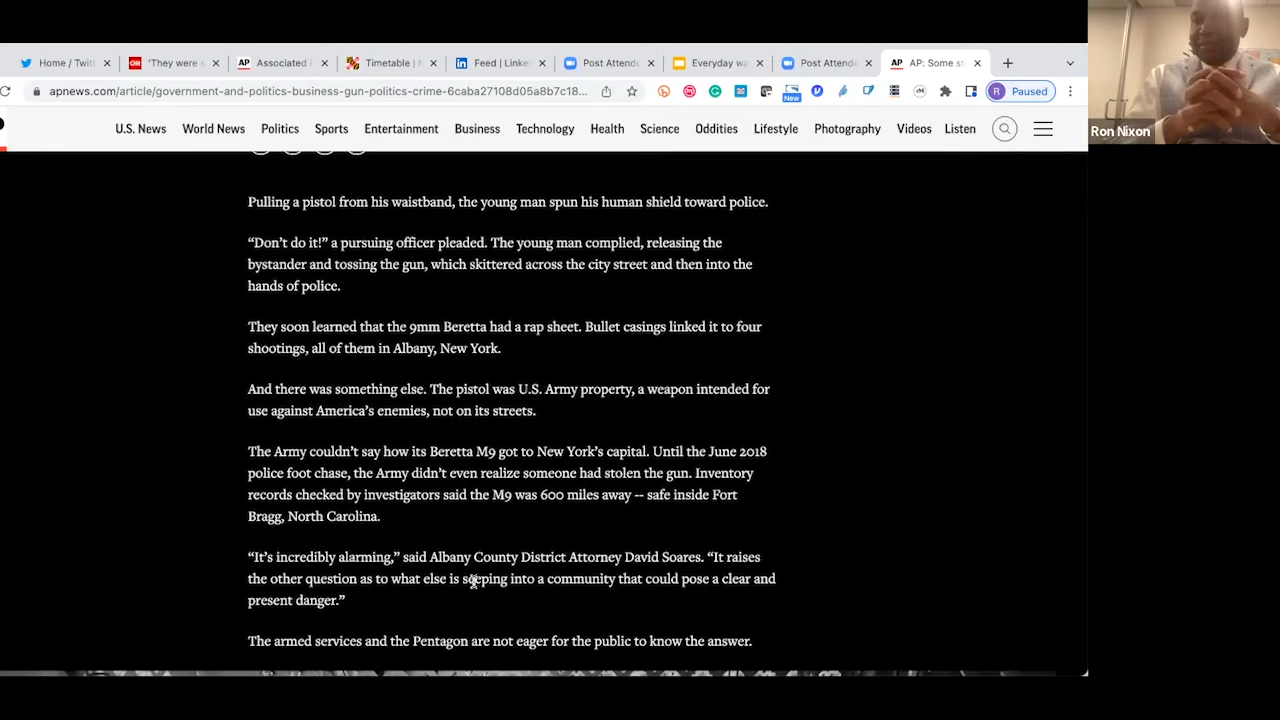 Home / Twitt
'They were s
Associated P
Timetable | M
Feed | Linke
Post Attende
Everyday wa
Post Attende
AP: Some st
apnews.com/article/government-and-politics-business-gun-politics-crime-6caba27108d05a8b7c18...
New
R Paused
U.S. News World News Politics Sports Entertainment Business Technology Health Science Oddities Lifestyle Photography Videos Listen
Ron Nixon
Pulling a pistol from his waistband, the young man spun his human shield toward police.
“Don’t do it!” a pursuing officer pleaded. The young man complied, releasing the
bystander and tossing the gun, which skittered across the city street and then into the
hands of police.
They soon learned that the 9mm Beretta had a rap sheet. Bullet casings linked it to four
shootings, all of them in Albany, New York.
And there was something else. The pistol was U.S. Army property, a weapon intended for
use against America’s enemies, not on its streets.
The Army couldn’t say how its Beretta M9 got to New York’s capital. Until the June 2018
police foot chase, the Army didn’t even realize someone had stolen the gun. Inventory
records checked by investigators said the M9 was 600 miles away -- safe inside Fort
Bragg, North Carolina.
“It’s incredibly alarming,” said Albany County District Attorney David Soares. “It raises
the other question as to what else is seeping into a community that could pose a clear and
present danger.”
The armed services and the Pentagon are not eager for the public to know the answer.